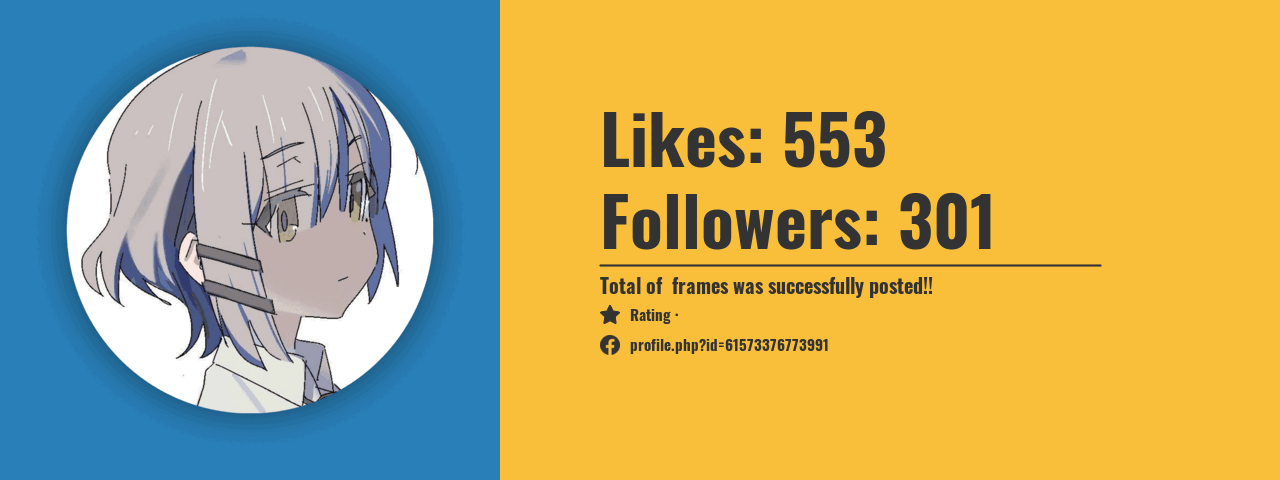 Likes: 553
Followers: 301
Total of  frames was successfully posted!!
Rating ·
profile.php?id=61573376773991